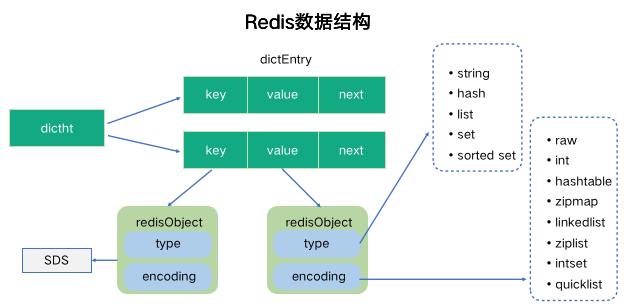 Redis数据结构
dictEntry
key value next
dictht
key value next
• string
• hash
• list
• set
• sorted set
• raw
• int
• hashtable
• zipmap
• linkedlist
• ziplist
• intset
• quicklist
redisObject
type
encoding
redisObject
type
encoding
SDS